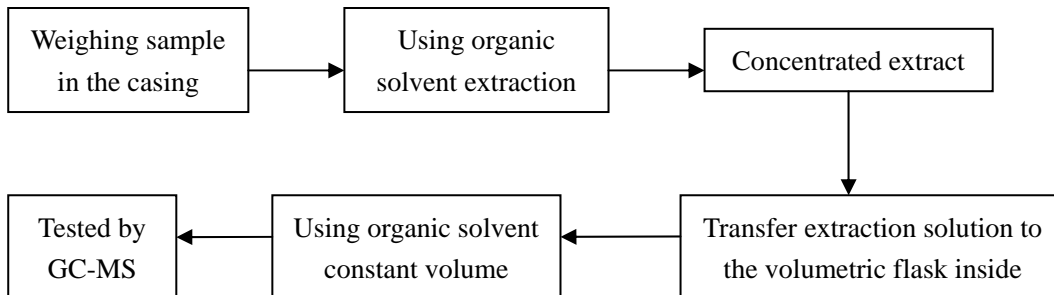 Weighing sample
in the casing
Using organic
solvent extraction
Concentrated extract
Transfer extraction solution to
the volumetric flask inside
Using organic solvent
constant volume
Tested by
GC-MS